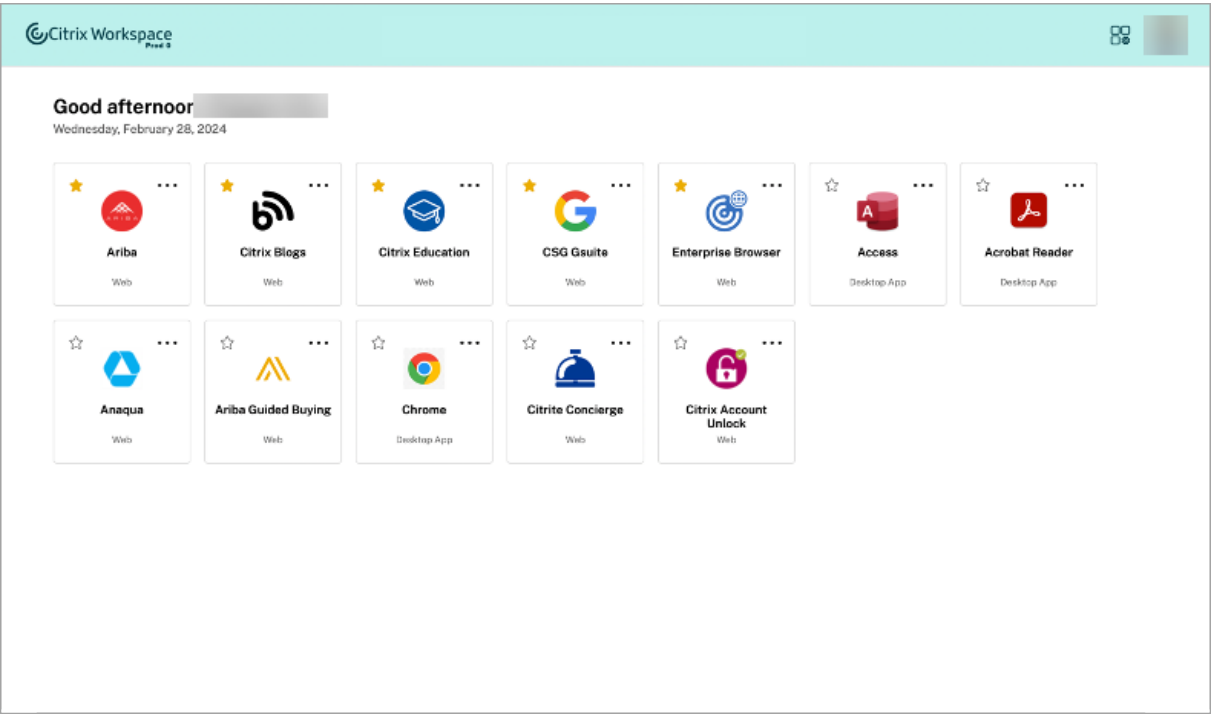 Citrix Workspace
Prod 8
Good afternoon
Wednesday, February 28, 2024
ARIBA
Ariba
Web
Citrix Blogs
Web
Citrix Education
Web
CSG Gsuite
Web
Enterprise Browser
Web
A
Access
Desktop App
Acrobat Reader
Desktop App
Anaqua
Web
Ariba Guided Buying
Web
Chrome
Desktop App
Citrite Concierge
Web
Citrix Account
Unlock
Web